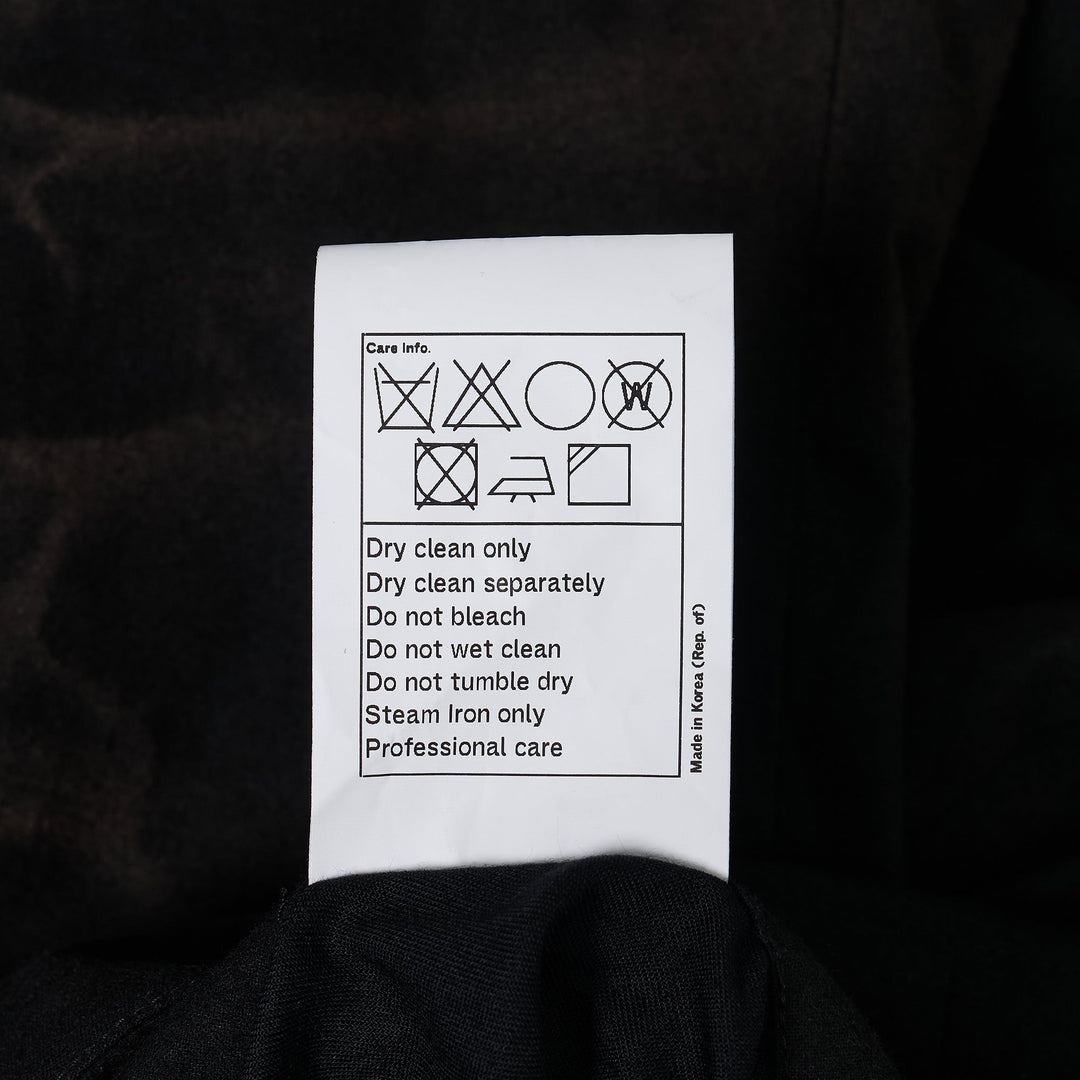 Care Info.
W
Dry clean only
Dry clean separately
Do not bleach
Do not wet clean
Do not tumble dry
Steam Iron only
Professional care
Made in Korea (Rep. of)